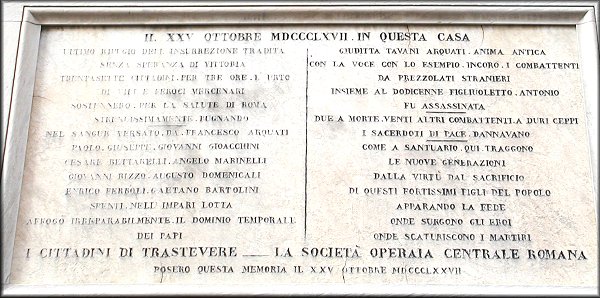 IL XXV OTTOBRE MDCCCLXVII. IN QUESTA CASA
ULTIMO RIFUGIO DELL'INSURREZIONE TRADITA
SENZA SPERANZA DI VITTORIA
TRENTASETTE CITTADINI. PER TRE ORE. L'URTO
DI VILI E FEROCI MERCENARI
SOSTENNERO. PER LA SALUTE DI ROMA
STRENUISSIMAMENTE. PUGNANDO
NEL SANGUE VERSATO. DA. FRANCESCO ARQUATI
PAOLO. GIUSEPPE. GIOVANNI GIOACCHINI
CESARE BETTARELLI. ANGELO MARINELLI
GIOVANNI RIZZO. AUGUSTO DOMENICALI
ENRICO FERROLI. GAETANO BARTOLINI
SPENTI. NELL'IMPARI LOTTA
AFFOGÒ IRREPARABILMENTE. IL DOMINIO TEMPORALE
DEI PAPI
GIUDITTA TAVANI ARQUATI. ANIMA ANTICA
CON LA VOCE CON LO ESEMPIO. INCORÒ. I COMBATTENTI
DA PREZZOLATI STRANIERI
INSIEME AL DODICENNE FIGLIUOLETTO. ANTONIO
FU ASSASSINATA
DUE A MORTE. VENTI ALTRI COMBATTENTI. A DURI CEPPI
I SACERDOTI DI PACE. DANNAVANO
COME A SANTUARIO. QUI. TRAGGONO
LE NUOVE GENERAZIONI
DALLA VIRTÙ DAL SACRIFICIO
DI QUESTI FORTISSIMI FIGLI DEL POPOLO
APPARANDO LA FEDE
ONDE SURGONO GLI EROI
ONDE SCATURISCONO I MARTIRI
I CITTADINI DI TRASTEVERE — LA SOCIETÀ OPERAIA CENTRALE ROMANA
POSERO QUESTA MEMORIA IL XXV OTTOBRE MDCCCLXXVII